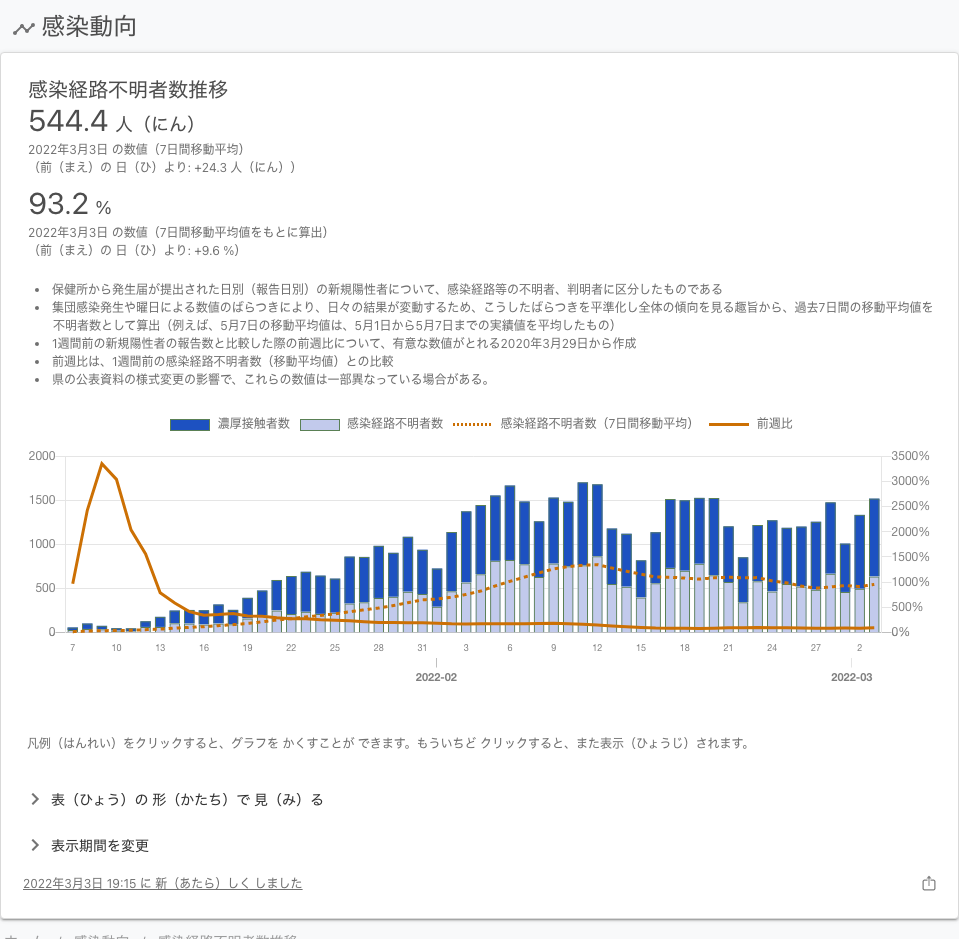 感染動向
感染経路不明者数推移
544.4 人（にん）
2022年3月3日 の数値（7日間移動平均）
（前（まえ）の 日（ひ）より: +24.3 人（にん））
93.2 %
2022年3月3日 の数値（7日間移動平均値をもとに算出）
（前（まえ）の 日（ひ）より: +9.6 %）
• 保健所から発生届が提出された日別（報告日別）の新規陽性者について、感染経路等の不明者、判明者に区分したものである
• 集団感染発生や曜日による数値のばらつきにより、日々の結果が変動するため、こうしたばらつきを平準化し全体の傾向を見る趣旨から、過去7日間の移動平均値を
不明者数として算出（例えば、5月7日の移動平均値は、5月1日から5月7日までの実績値を平均したもの）
• 1週間前の新規陽性者の報告数と比較した際の前週比について、有意な数値がとれる2020年3月29日から作成
• 前週比は、1週間前の感染経路不明者数（移動平均値）との比較
• 県の公表資料の様式変更の影響で、これらの数値は一部異なっている場合がある。
濃厚接触者数 感染経路不明者数 感染経路不明者数（7日間移動平均） 前週比
2000 3500%
3000%
1500 2500%
2000%
1000 1500%
1000%
500 500%
0 0%
7 10 13 16 19 22 25 28 31 3 6 9 12 15 18 21 24 27 2
2022-02 2022-03
凡例（はんれい）をクリックすると、グラフを かくすことが できます。もういちど クリックすると、また表示（ひょうじ）されます。
表（ひょう）の 形（かたち）で 見（み）る
表示期間を変更
2022年3月3日 19:15 に 新（あたら）しく しました